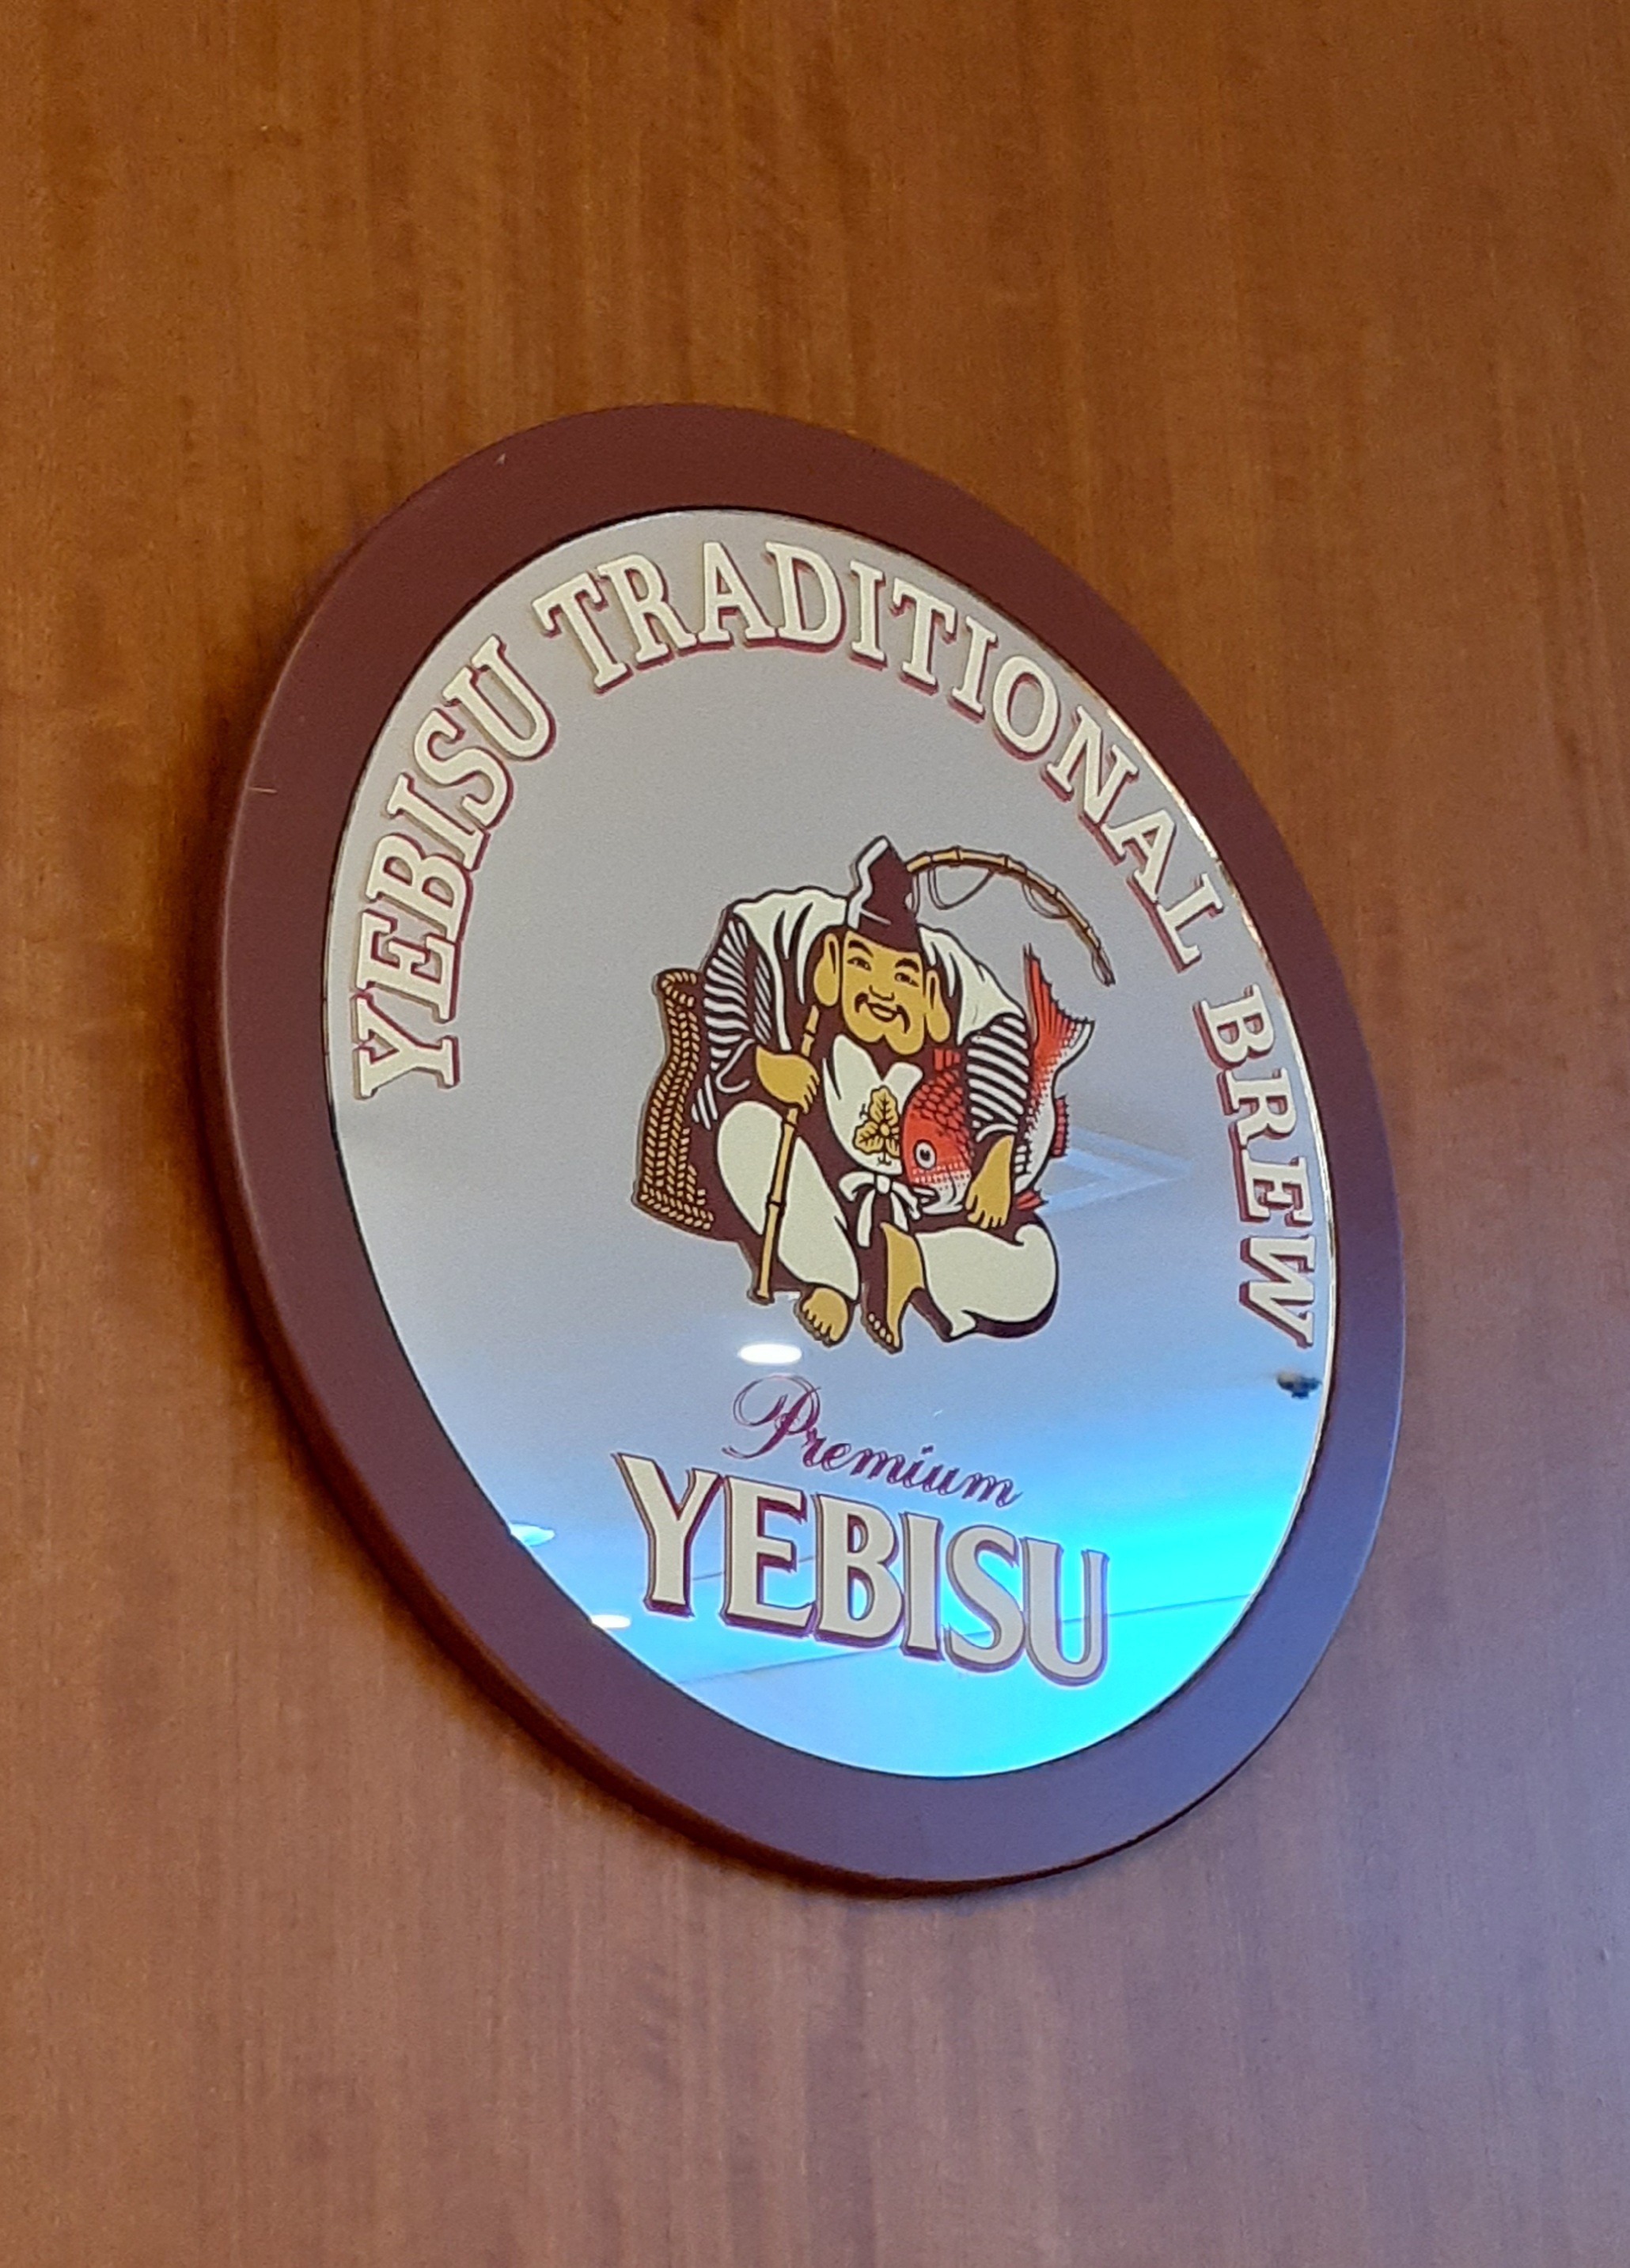 YEBISU TRADITIONAL BREW
Premium
YEBISU